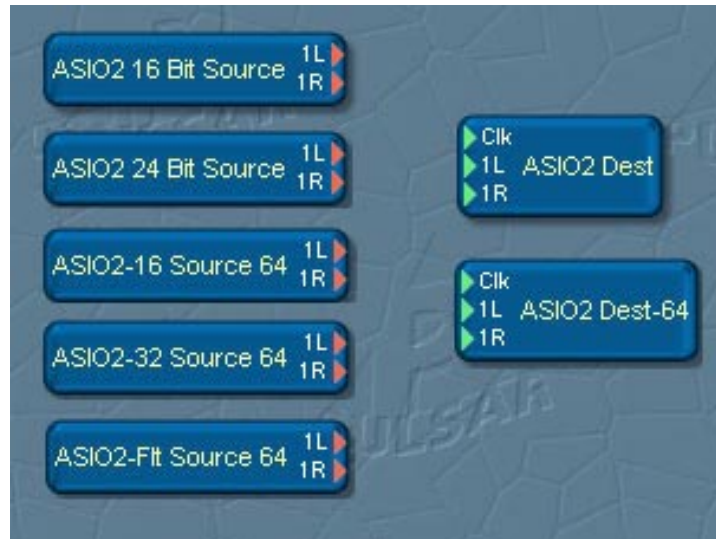 ASIO2 16 Bit Source 1L
1R
ASIO2 24 Bit Source 1L
1R
ASIO2-16 Source 64 1L
1R
ASIO2-32 Source 64 1L
1R
ASIO2-Flt Source 64 1L
1R
Clk
1L ASIO2 Dest
1R
Clk
1L ASIO2 Dest-64
1R
PULSAR